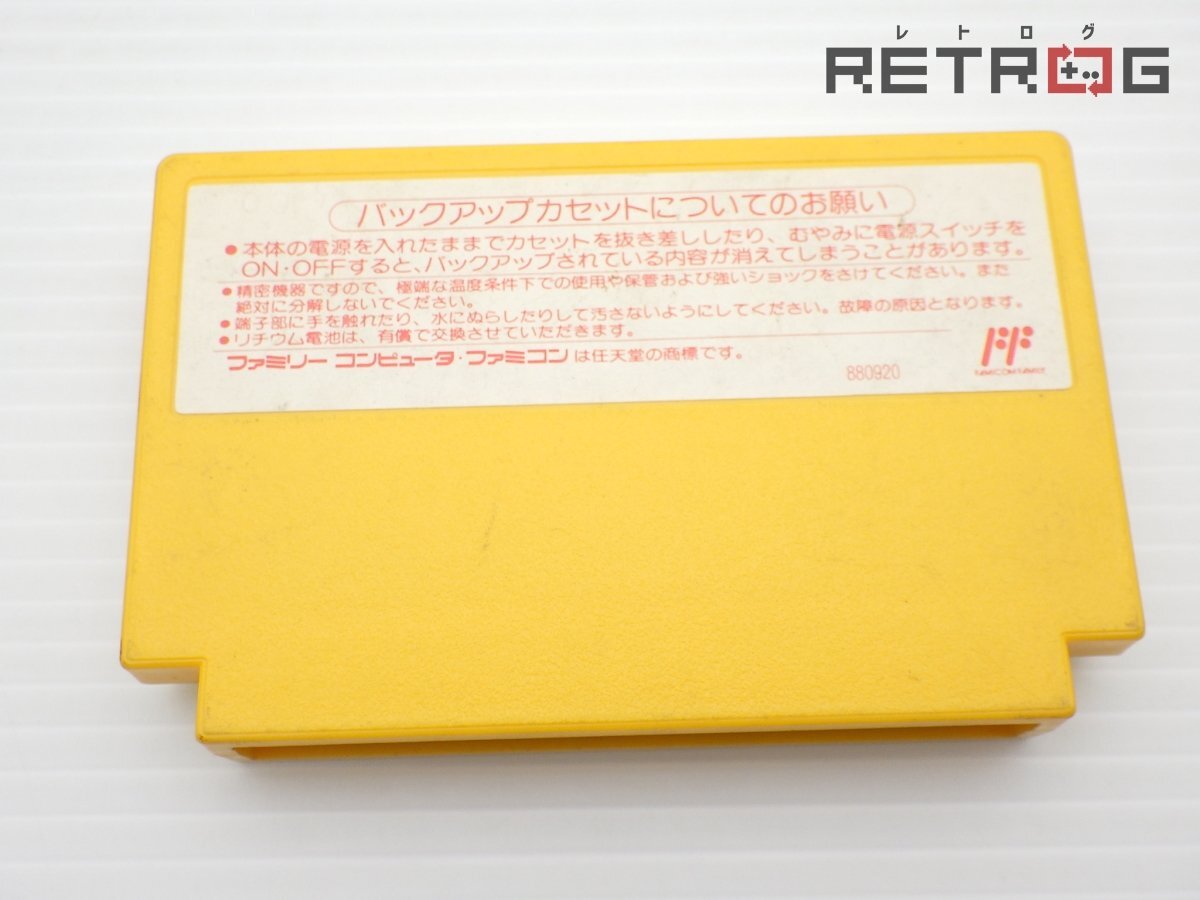 レトログ
RETROG
バックアップカセットについてのお願い
●本体の電源を入れたままでカセットを抜き差ししたり、むやみに電源スイッチを
ON・OFFすると、バックアップされている内容が消えてしまうことがあります。
●精密機器ですので、極端な温度条件下での使用や保管および強いショックをさけてください。また
絶対に分解しないでください。
●端子部に手を触れたり、水にぬらしたりして汚さないようにしてください。故障の原因となります。
●リチウム電池は、有償で交換させていただきます。
ファミリーコンピュータ・ファミコンは任天堂の商標です。
880920
FAMICOM FAMILY